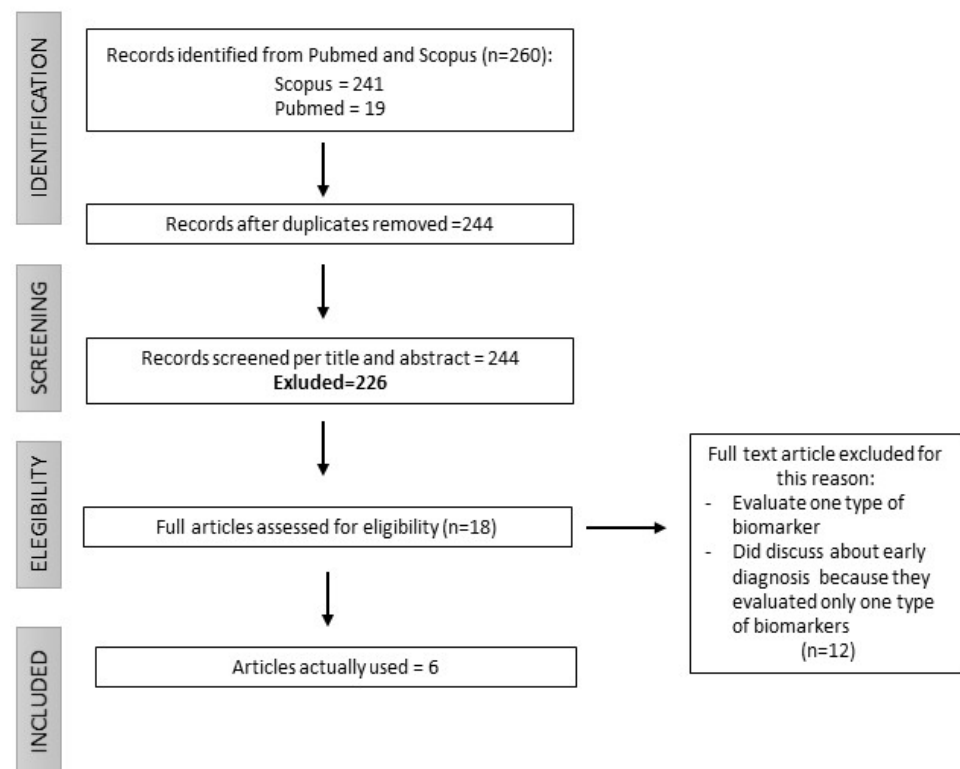 IDENTIFICATION
Records identified from Pubmed and Scopus (n=260):
Scopus = 241
Pubmed = 19
Records after duplicates removed =244
SCREENING
Records screened per title and abstract = 244
Exluded=226
ELEGIBILITY
Full articles assessed for eligibility (n=18)
Full text article excluded for
this reason:
- Evaluate one type of
biomarker
- Did discuss about early
diagnosis because they
evaluated only one type
of biomarkers
(n=12)
INCLUDED
Articles actually used = 6